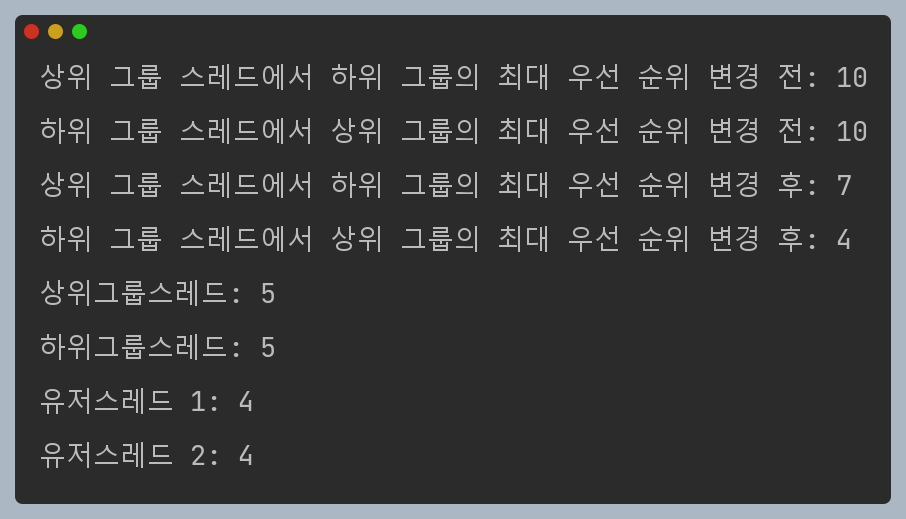 상위 그룹 스레드에서 하위 그룹의 최대 우선 순위 변경 전: 10
하위 그룹 스레드에서 상위 그룹의 최대 우선 순위 변경 전: 10
상위 그룹 스레드에서 하위 그룹의 최대 우선 순위 변경 후: 7
하위 그룹 스레드에서 상위 그룹의 최대 우선 순위 변경 후: 4
상위그룹스레드: 5
하위그룹스레드: 5
유저스레드 1: 4
유저스레드 2: 4